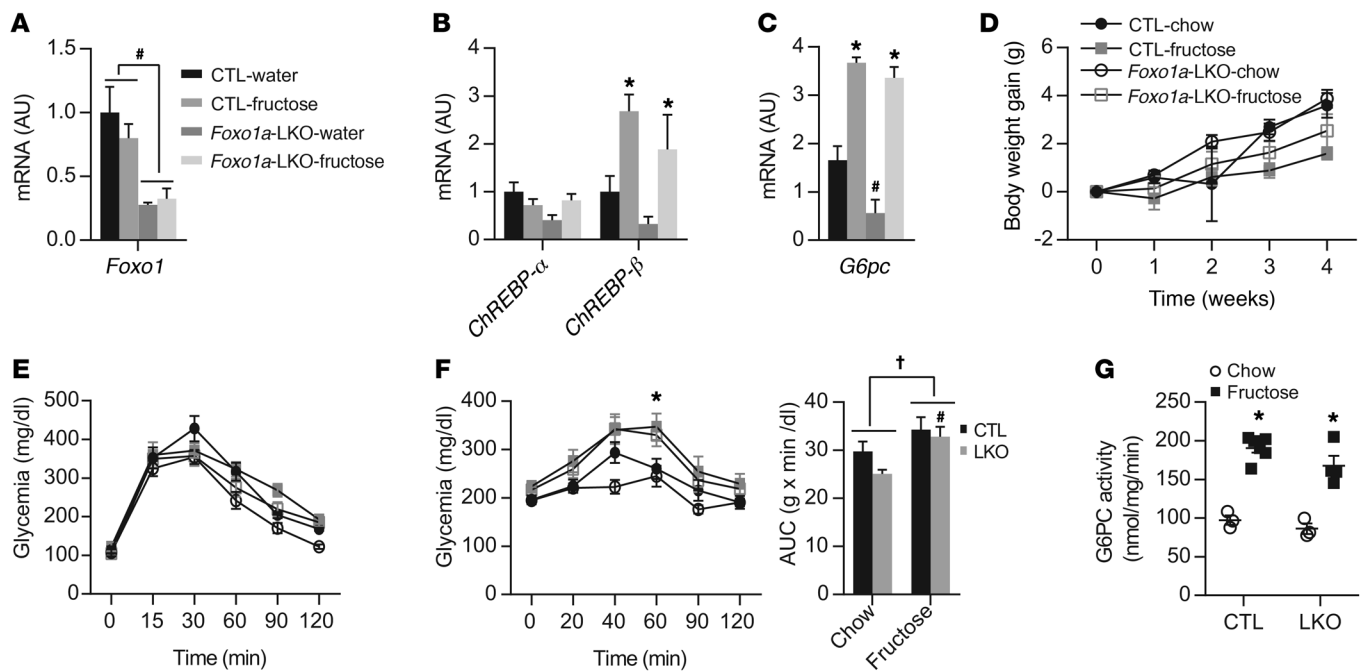 A
mRNA (AU)
1.5
1.0
0.5
0.0
#
Foxo1
CTL-water
CTL-fructose
Foxo1a-LKO-water
Foxo1a-LKO-fructose
B
mRNA (AU)
4
3
2
1
0
*
*
ChREBP-α
ChREBP-β
C
mRNA (AU)
4
3
2
1
0
*
#
*
G6pc
D
CTL-chow
CTL-fructose
Foxo1a-LKO-chow
Foxo1a-LKO-fructose
Body weight gain (g)
6
4
2
0
-2
0 1 2 3 4
Time (weeks)
E
Glycemia (mg/dl)
500
400
300
200
100
0
0 15 30 60 90 120
Time (min)
F
Glycemia (mg/dl)
500
400
300
200
100
0
*
0 20 40 60 90 120
Time (min)
AUC (g x min /dl)
40
30
20
10
0
†
#
CTL
LKO
Chow
Fructose
G
Chow
Fructose
G6PC activity
(nmol/mg/min)
200
150
100
50
0
*
*
CTL LKO